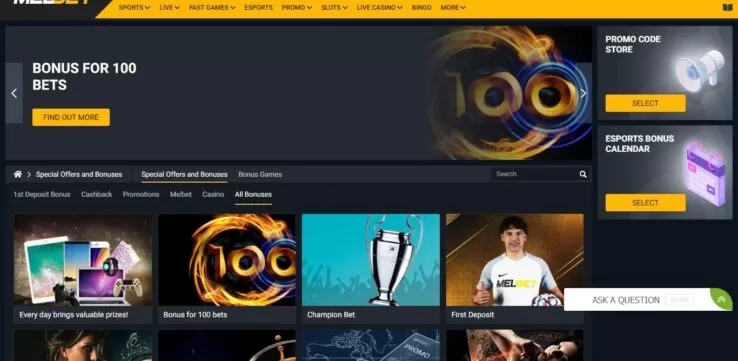 MELBET
SPORTS LIVE FAST GAMES ESPORTS PROMO SLOTS LIVE CASINO BINGO MORE
BONUS FOR 100
BETS
FIND OUT MORE
100
PROMO CODE
STORE
SELECT
ESPORTS BONUS
CALENDAR
SELECT
Special Offers and Bonuses Special Offers and Bonuses Bonus Games Search
1st Deposit Bonus Cashback Promotions Melbet Casino All Bonuses
100
MELBET
Every day brings valuable prizes! Bonus for 100 bets Champion Bet First Deposit
ASK A QUESTION
PROMO